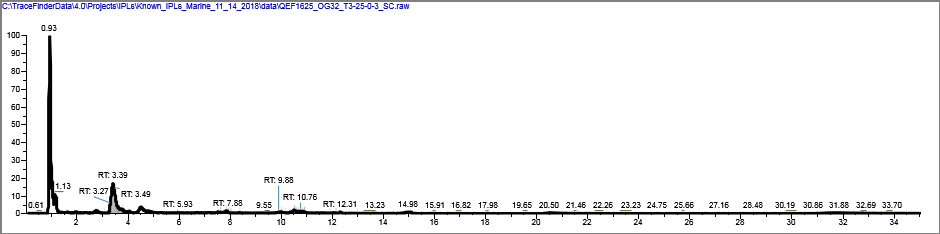 C:\TraceFinderData\4.0\Projects\IPLs\Known_IPLs_Marine_11_14_2018\data\QEF1625_OG32_T3-25-0-3_SC.raw
0.93
100
90
80
70
60
50
40
30
20
10
0
RT: 3.39
1.13 RT: 3.27 RT: 3.49
RT: 9.88
0.61 RT: 5.93 RT: 7.88 9.55 RT: 10.76 RT: 12.31 13.23 14.98 15.91 16.82 17.98 19.65 20.50 21.46 22.26 23.23 24.75 25.66 27.16 28.48 30.19 30.86 31.88 32.69 33.70
2 4 6 8 10 12 14 16 18 20 22 24 26 28 30 32 34